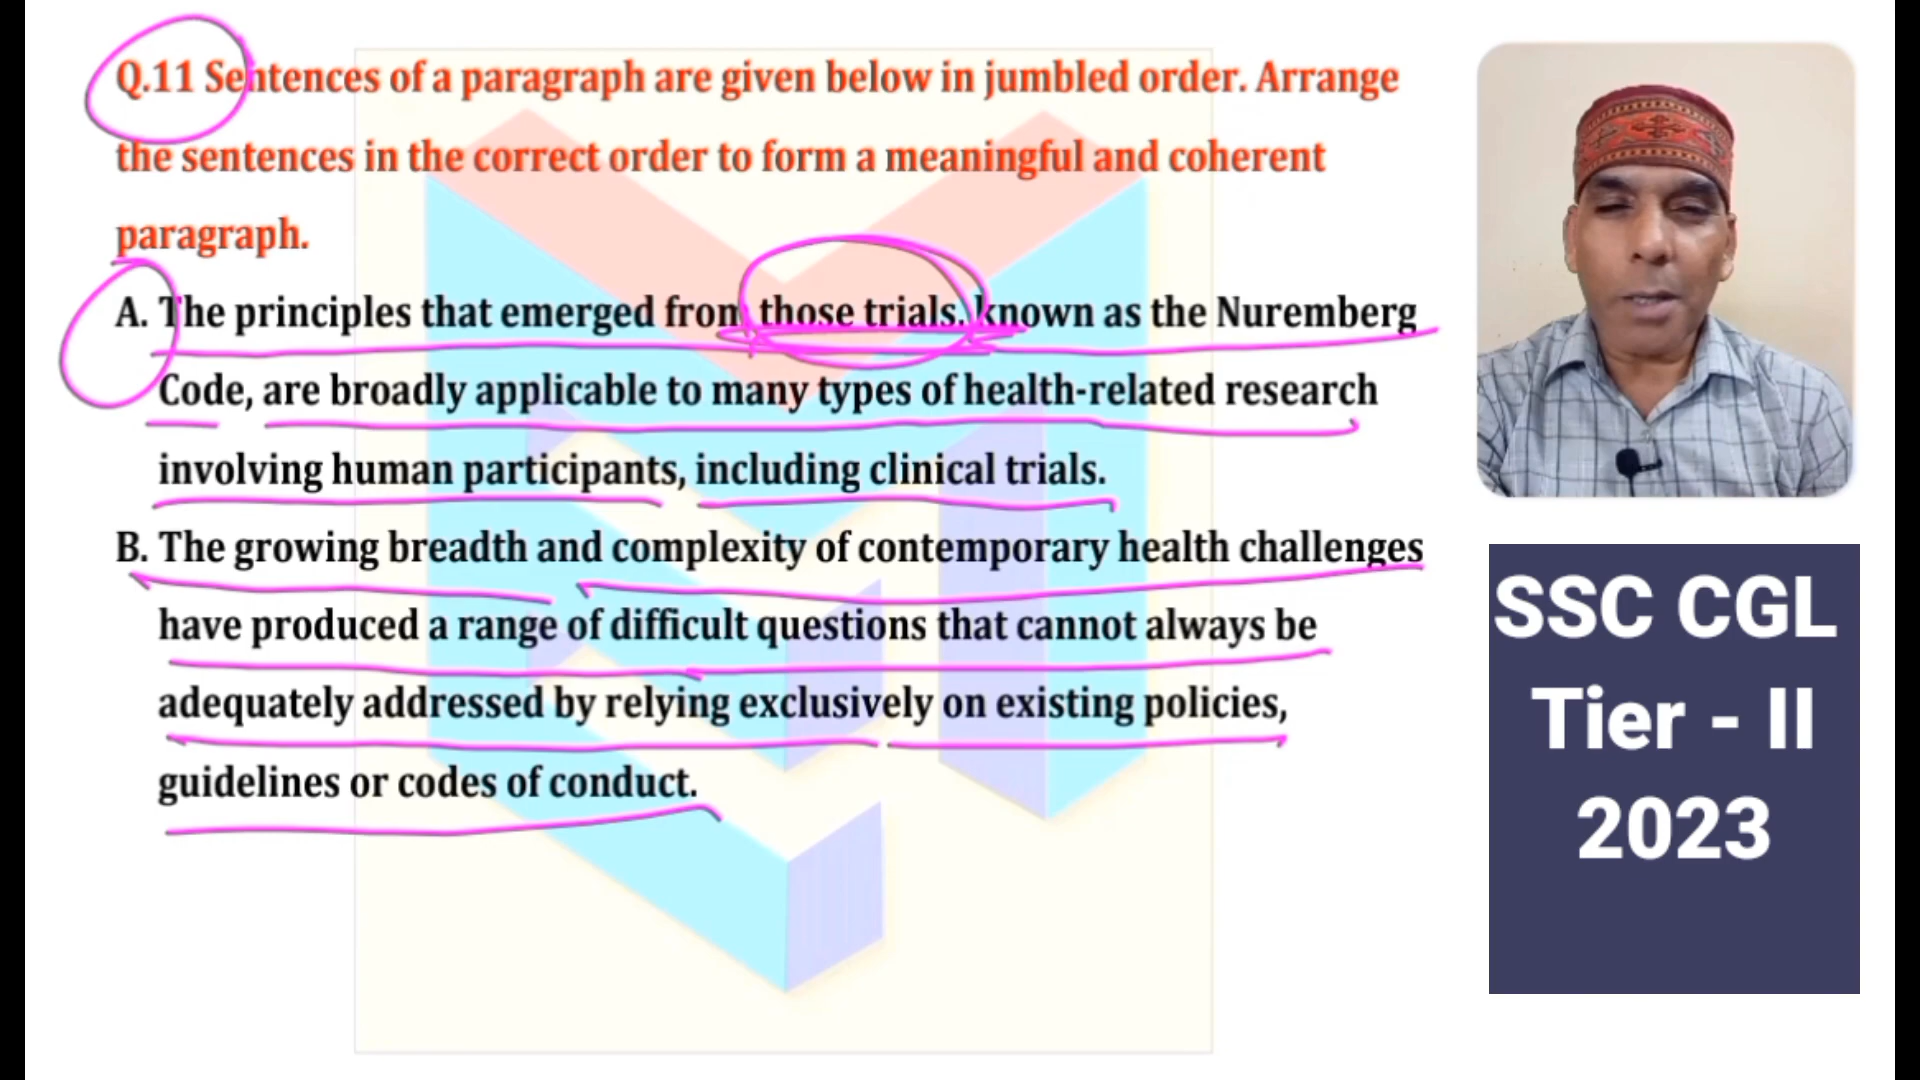 Q.11 Sentences of a paragraph are given below in jumbled order. Arrange
the sentences in the correct order to form a meaningful and coherent
paragraph.
A. The principles that emerged from those trials, known as the Nuremberg
Code, are broadly applicable to many types of health-related research
involving human participants, including clinical trials.
B. The growing breadth and complexity of contemporary health challenges
have produced a range of difficult questions that cannot always be
adequately addressed by relying exclusively on existing policies,
guidelines or codes of conduct.
SSC CGL
Tier - II
2023